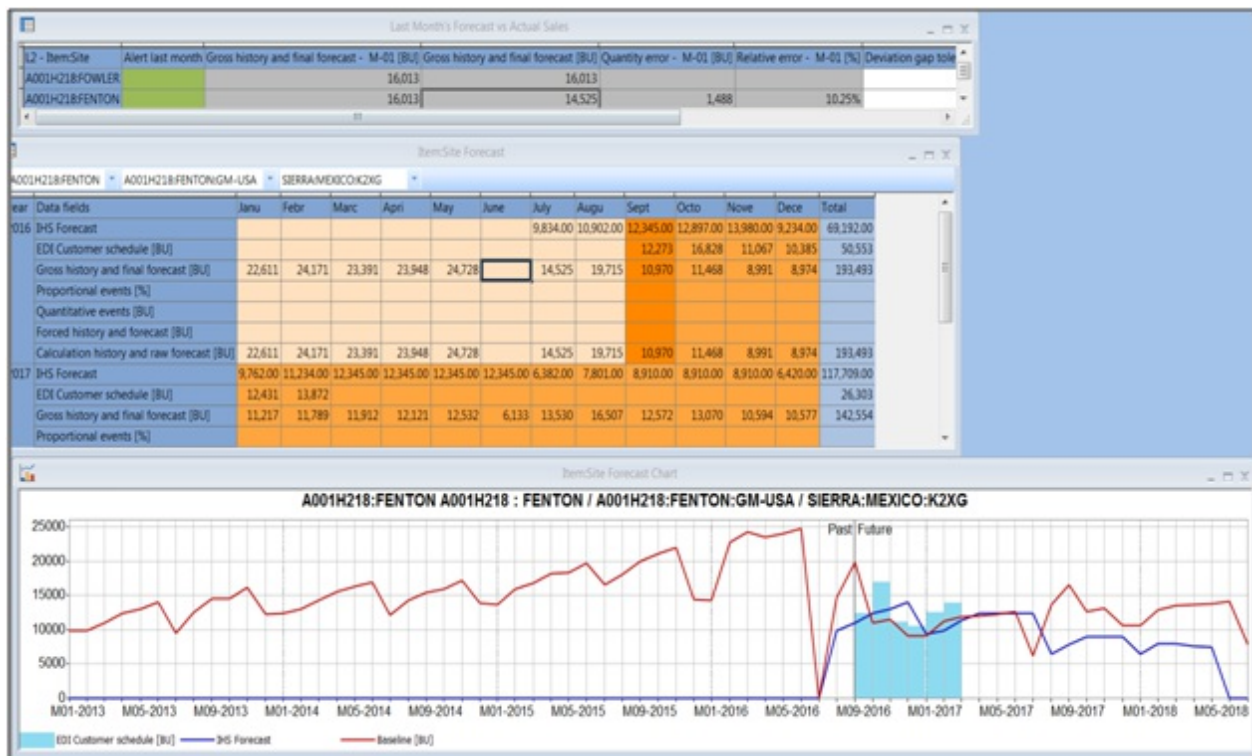 Last Month's Forecast vs Actual Sales
L2 - Item:Site Alert last month Gross history and final forecast - M-01 [BU] Gross history and final forecast [BU] Quantity error - M-01 [BU] Relative error - M-01 [%] Deviation gap tole
A001H218:FOWLER 16,013 16,013
A001H218:FENTON 16,013 14,525 1,488 10.25%
Item:Site Forecast
A001H218:FENTON A001H218:FENTON:GM-USA SIERRA:MEXICO:K2XG
ear Data fields Janu Febr Marc Apri May June July Augu Sept Octo Nove Dece Total
2016 IHS Forecast 9,834.00 10,902.00 12,345.00 12,897.00 13,980.00 9,234.00 69,192.00
EDI Customer schedule [BU] 12,273 16,828 11,067 10,385 50,553
Gross history and final forecast [BU] 22,611 24,171 23,391 23,948 24,728 14,525 19,715 10,970 11,468 8,991 8,974 193,493
Proportional events [%]
Quantitative events [BU]
Forced history and forecast [BU]
Calculation history and raw forecast [BU] 22,611 24,171 23,391 23,948 24,728 14,525 19,715 10,970 11,468 8,991 8,974 193,493
2017 IHS Forecast 9,762.00 11,234.00 12,345.00 12,345.00 12,345.00 12,345.00 6,382.00 7,801.00 8,910.00 8,910.00 8,910.00 6,420.00 117,709.00
EDI Customer schedule [BU] 12,431 13,872 26,303
Gross history and final forecast [BU] 11,217 11,789 11,912 12,121 12,532 6,133 13,530 16,507 12,572 13,070 10,594 10,577 142,554
Proportional events [%]
Item:Site Forecast Chart
A001H218:FENTON A001H218 : FENTON / A001H218:FENTON:GM-USA / SIERRA:MEXICO:K2XG
Past Future
25000
20000
15000
10000
5000
0
M01-2013 M05-2013 M09-2013 M01-2014 M05-2014 M09-2014 M01-2015 M05-2015 M09-2015 M01-2016 M05-2016 M09-2016 M01-2017 M05-2017 M09-2017 M01-2018 M05-2018
EDI Customer schedule [BU] IHS Forecast Baseline [BU]